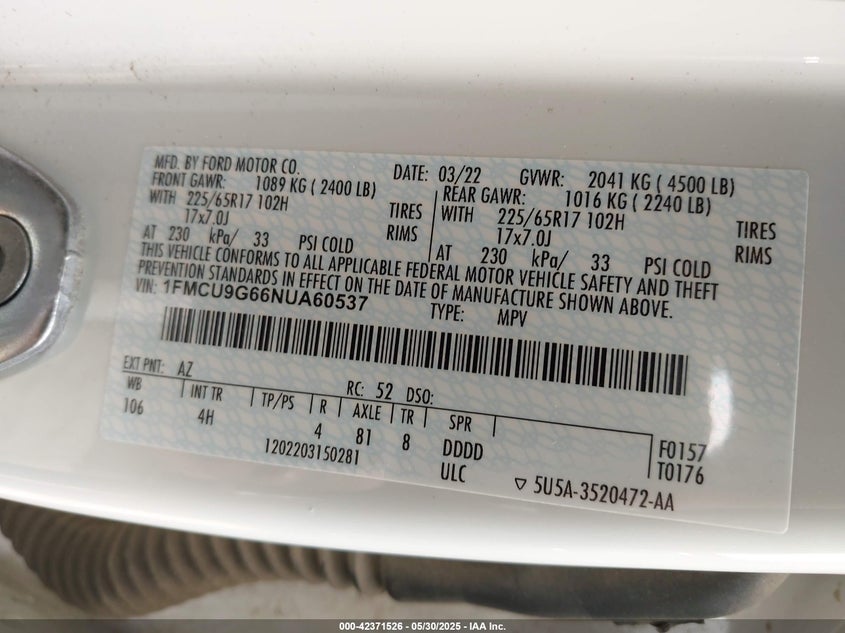 MFD. BY FORD MOTOR CO. DATE: 03/22 GVWR: 2041 KG ( 4500 LB)
FRONT GAWR: 1089 KG ( 2400 LB) REAR GAWR: 1016 KG ( 2240 LB)
WITH 225/65R17 102H TIRES WITH 225/65R17 102H TIRES
17x7.0J RIMS 17x7.0J RIMS
AT 230 kPa/ 33 PSI COLD AT 230 kPa/ 33 PSI COLD
THIS VEHICLE CONFORMS TO ALL APPLICABLE FEDERAL MOTOR VEHICLE SAFETY AND THEFT
PREVENTION STANDARDS IN EFFECT ON THE DATE OF MANUFACTURE SHOWN ABOVE.
VIN: 1FMCU9G66NUA60537 TYPE: MPV
EXT PNT: AZ RC: 52 DSO:
WB INT TR TP/PS R AXLE TR SPR
106 4H 4 81 8 DDDD F0157
1202203150281 ULC T0176
▽ 5U5A-3520472-AA
000-42371526 - 05/30/2025 - IAA Inc.